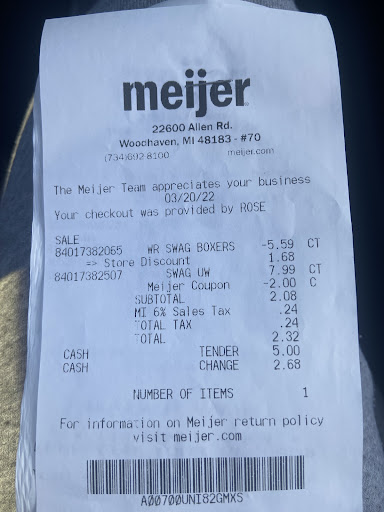 meijer
22600 Allen Rd.
Woodhaven, MI 48183 - #70
(734)692 8100 meijer.com
The Meijer Team appreciates your business
03/20/22
Your checkout was provided by ROSE
SALE
84017382065 WR SWAG BOXERS -5.59 CT
=> Store Discount 1.68
84017382507 SWAG UW 7.99 CT
Meijer Coupon -2.00 C
SUBTOTAL 2.08
MI 6% Sales Tax .24
TOTAL TAX .24
TOTAL 2.32
CASH TENDER 5.00
CASH CHANGE 2.68
NUMBER OF ITEMS 1
For information on Meijer return policy
visit meijer.com
A00700UNI82GMXS